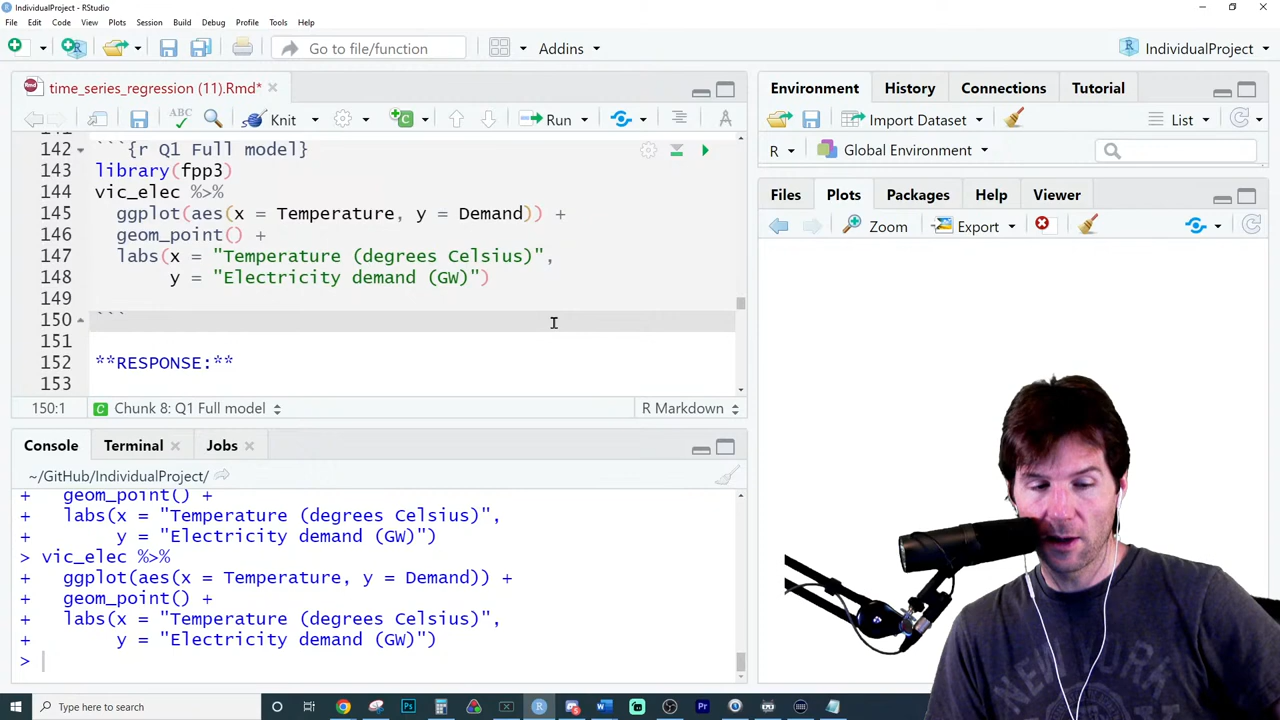 IndividualProject - RStudio
File Edit Code View Plots Session Build Debug Profile Tools Help
Go to file/function Addins IndividualProject
time_series_regression (11).Rmd*
ABC Knit Run
142 ```{r Q1 Full model}
143 library(fpp3)
144 vic_elec %>%
145 ggplot(aes(x = Temperature, y = Demand)) +
146 geom_point() +
147 labs(x = "Temperature (degrees Celsius)",
148 y = "Electricity demand (GW)")
149
150 ```
151
152 **RESPONSE:**
153
150:1 Chunk 8: Q1 Full model R Markdown
Console Terminal Jobs
~/GitHub/IndividualProject/
+ geom_point() +
+ labs(x = "Temperature (degrees Celsius)",
+ y = "Electricity demand (GW)")
> vic_elec %>%
+ ggplot(aes(x = Temperature, y = Demand)) +
+ geom_point() +
+ labs(x = "Temperature (degrees Celsius)",
+ y = "Electricity demand (GW)")
>
Environment History Connections Tutorial
Import Dataset List
R Global Environment
Files Plots Packages Help Viewer
Zoom Export
NEW YORK
Type here to search